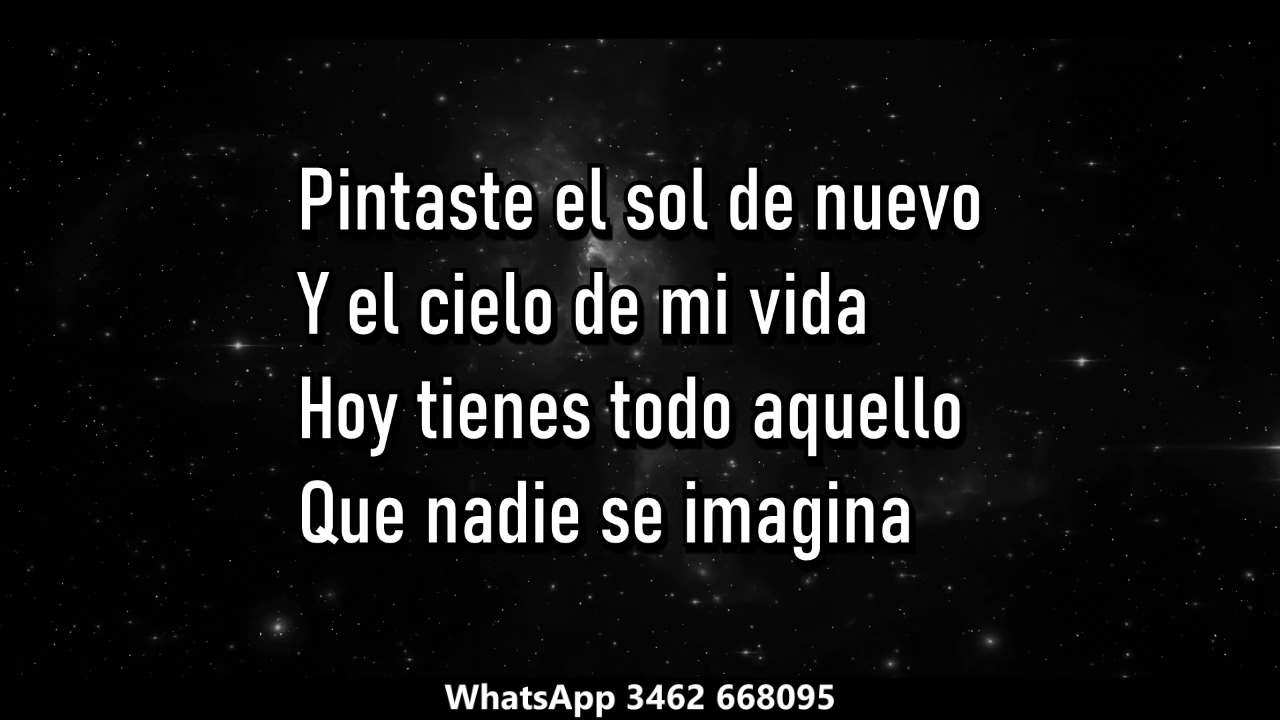 Pintaste el sol de nuevo
Y el cielo de mi vida
Hoy tienes todo aquello
Que nadie se imagina
WhatsApp 3462 668095